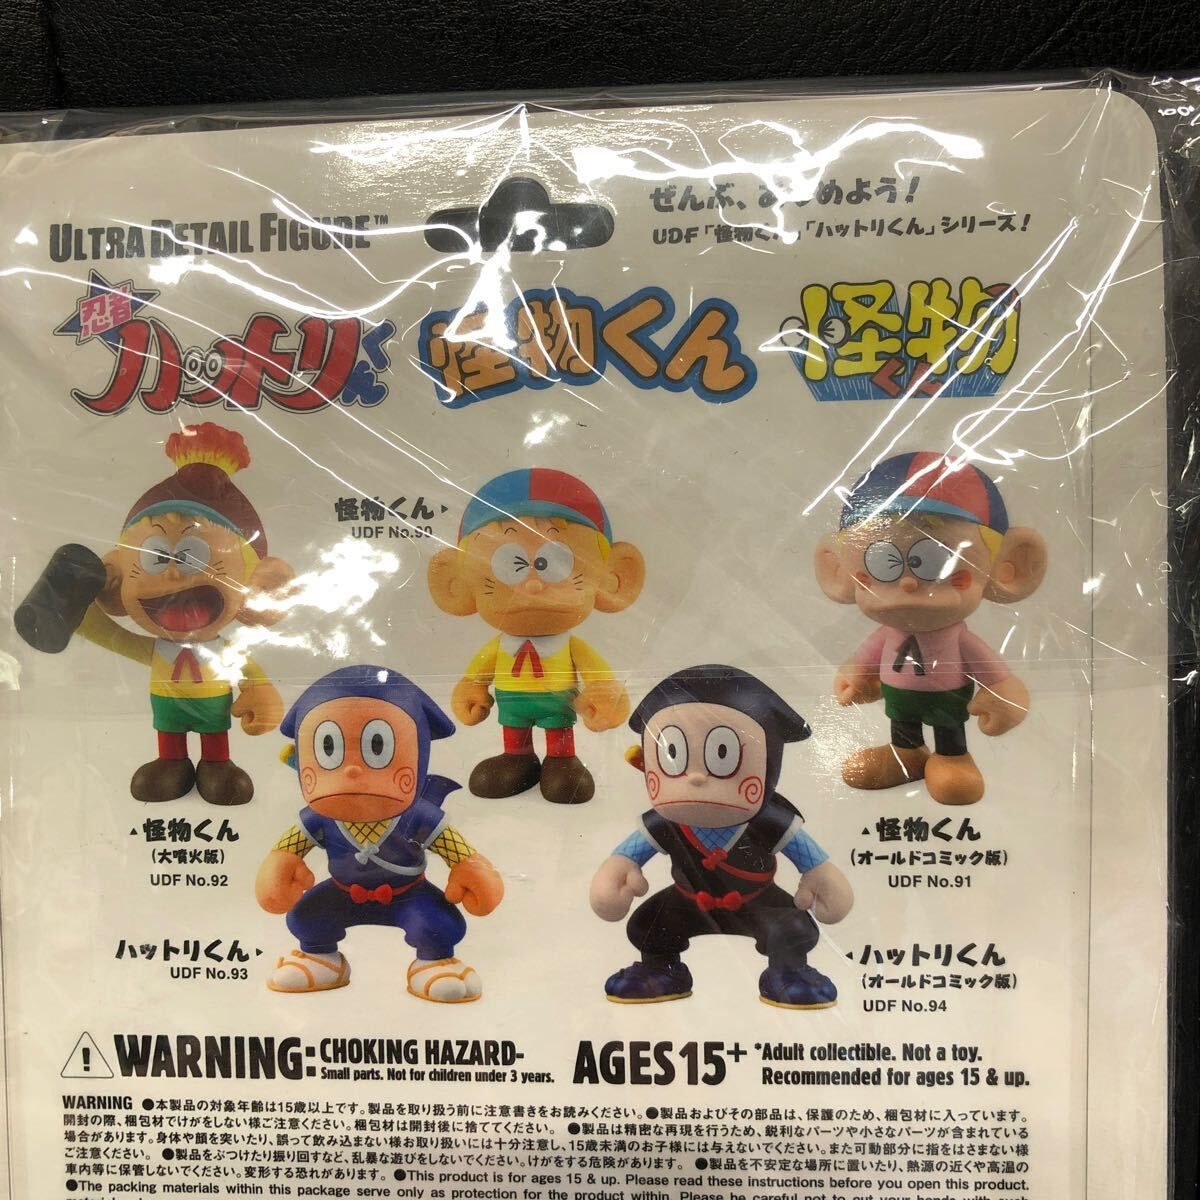 ULTRA DETAIL FIGURE™
ぜんぶ、あつめよう!
UDF「怪物くん」「ハットリくん」シリーズ!
忍者
ハットリくん
怪物くん
怪物くん
怪物くん▸
UDF No.90
▴怪物くん
(大噴火版)
UDF No.92
▴怪物くん
(オールドコミック版)
UDF No.91
ハットリくん▸
UDF No.93
◂ハットリくん
(オールドコミック版)
UDF No.94
WARNING: CHOKING HAZARD-
Small parts. Not for children under 3 years.
AGES 15+
*Adult collectible. Not a toy.
Recommended for ages 15 & up.
WARNING ●本製品の対象年齢は15歳以上です。製品を取り扱う前に注意書きをお読みください。●製品およびその部品は、保護のため、梱包材に入っています。
開封の際、梱包材でけがをしない様ご注意ください。梱包材は開封後に捨ててください。●製品は精密な再現を行うため、鋭利なパーツや小さなパーツが含まれている
場合があります。身体や顔を突いたり、誤って飲み込まない様お取り扱いには十分注意し、15歳未満のお子様には与えないでください。また可動部分に指をはさまない様
ご注意ください。●製品をぶつけたり振り回すなど、乱暴な遊びをしないでください。けがをする危険があります。●製品を不安定な場所に置いたり、熱源の近くや高温の
車内等に保管しないでください。変形する恐れがあります。●This product is for ages 15 & up. Please read these instructions before you open this product.
●The packing materials within this package serve only as protection for the product within. Please be careful not to cut your hands with